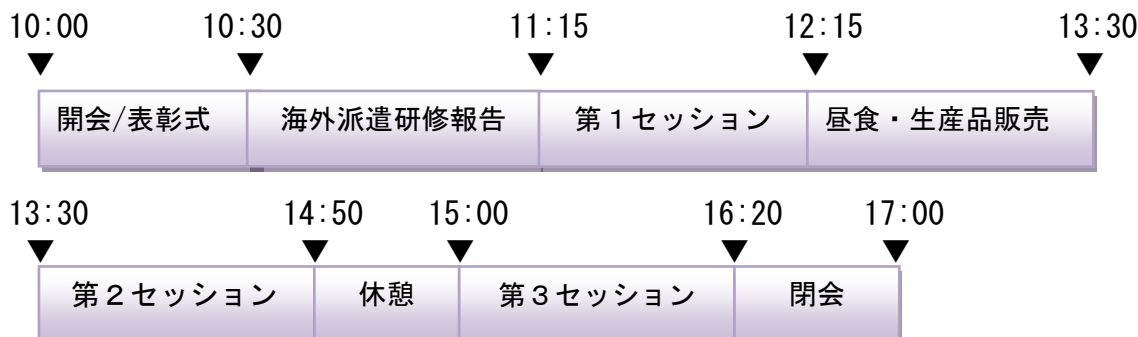 10:00 10:30 11:15 12:15 13:30
開会/表彰式 海外派遣研修報告 第１セッション 昼食・生産品販売
13:30 14:50 15:00 16:20 17:00
第２セッション 休憩 第３セッション 閉会